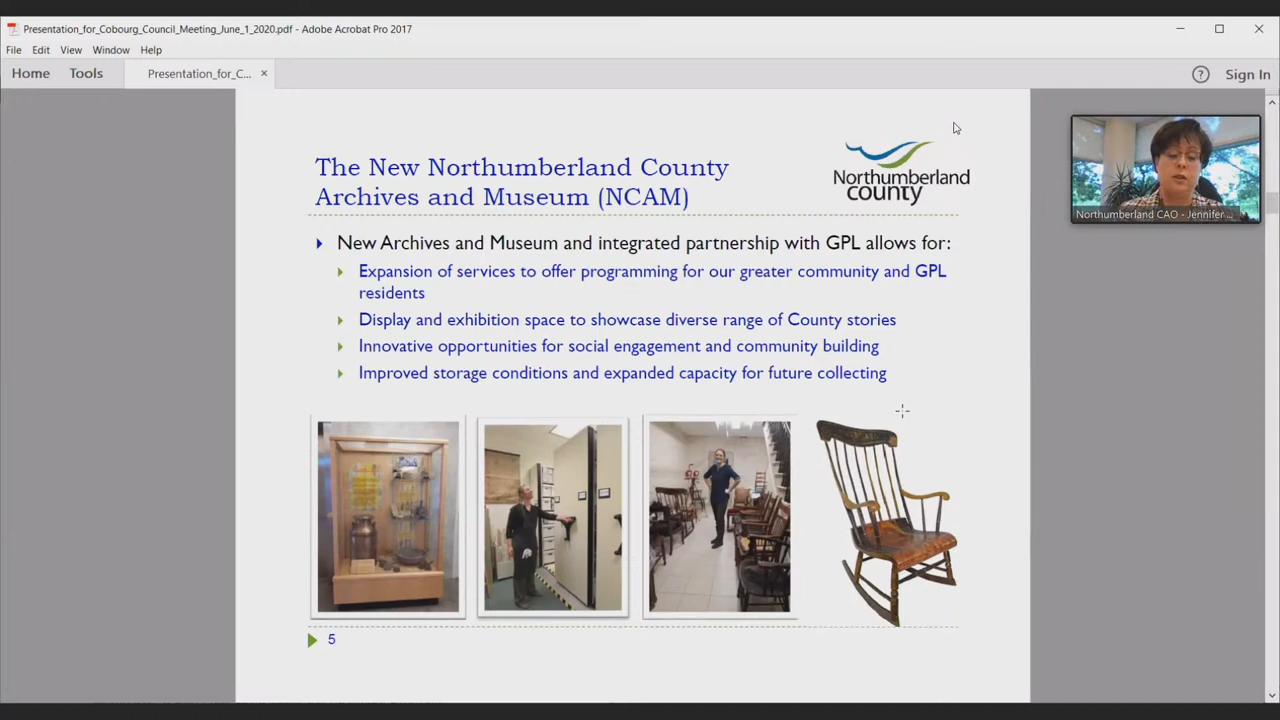 Presentation_for_Cobourg_Council_Meeting_June_1_2020.pdf - Adobe Acrobat Pro 2017
File Edit View Window Help
Home Tools Presentation_for_C... × ? Sign In
The New Northumberland County
Archives and Museum (NCAM)
Northumberland
county
New Archives and Museum and integrated partnership with GPL allows for:
Expansion of services to offer programming for our greater community and GPL
residents
Display and exhibition space to showcase diverse range of County stories
Innovative opportunities for social engagement and community building
Improved storage conditions and expanded capacity for future collecting
5
Northumberland CAO - Jennifer ...